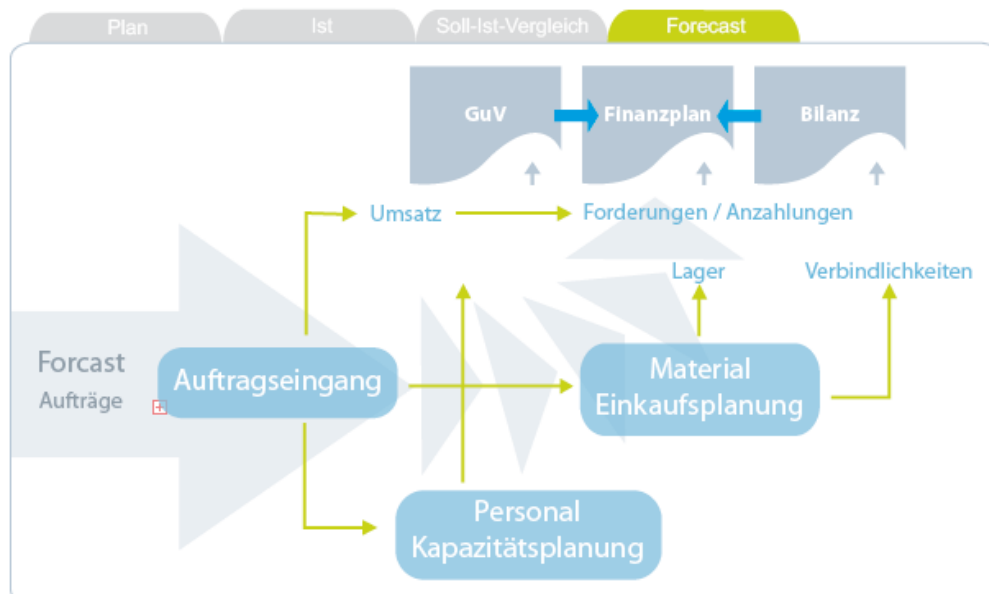 Plan
Ist
Soll-Ist-Vergleich
Forecast
GuV
Finanzplan
Bilanz
Umsatz
Forderungen / Anzahlungen
Lager
Verbindlichkeiten
Forcast
Aufträge
Auftragseingang
Material
Einkaufsplanung
Personal
Kapazitätsplanung